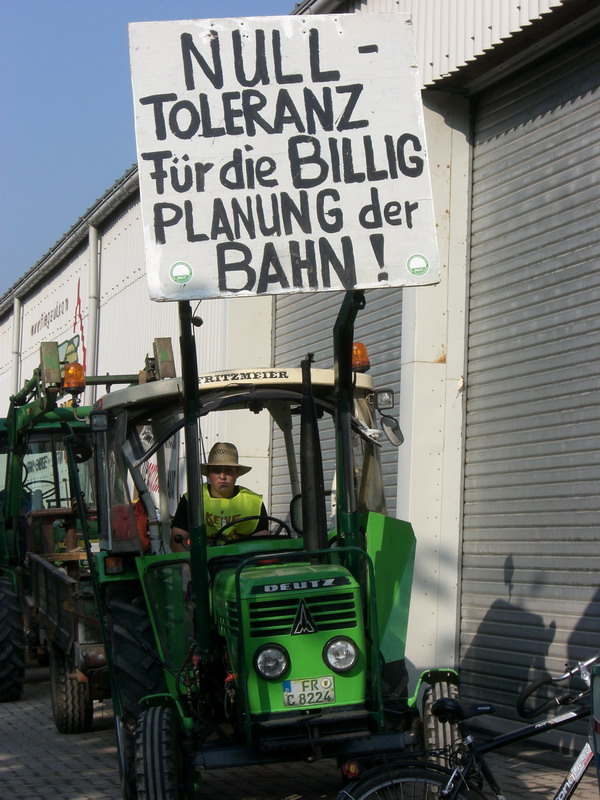 NULL-
TOLERANZ
Für die BILLIG
PLANUNG der
BAHN!
FRITZMEIER
DEUTZ
FR
C 8224